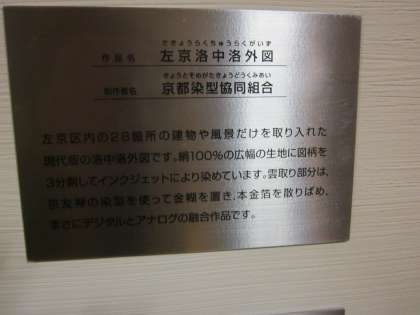 さきょうらくちゅうらくがいず
作品名 左京洛中洛外図
きょうとそめがたきょうどうくみあい
制作者名 京都染型協同組合
左京区内の28箇所の建物や風景だけを取り入れた
現代版の洛中洛外図です。絹100%の広幅の生地に図柄を
3分割してインクジェットにより染めています。雲取り部分は、
京友禅の染型を使って金糊を置き、本金箔を散りばめ、
まさにデジタルとアナログの融合作品です。